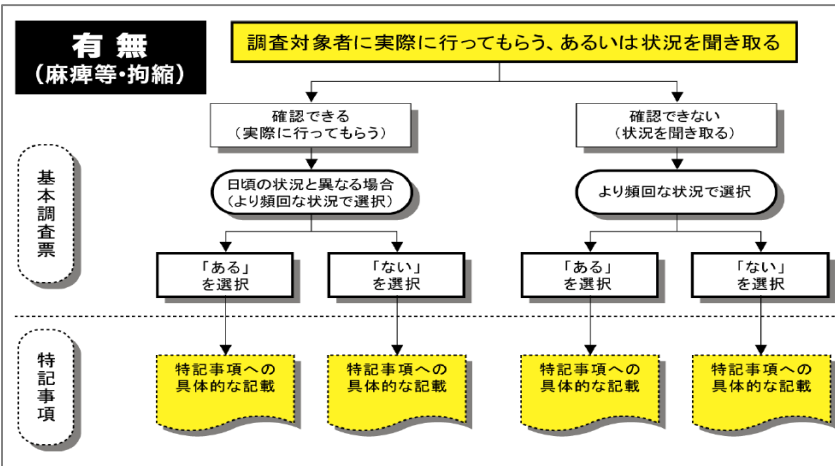 有無
(麻痺等・拘縮)
調査対象者に実際に行ってもらう、あるいは状況を聞き取る
確認できる
(実際に行ってもらう)
確認できない
(状況を聞き取る)
基本調査票
日頃の状況と異なる場合
(より頻回な状況で選択)
より頻回な状況で選択
「ある」
を選択
「ない」
を選択
「ある」
を選択
「ない」
を選択
特記事項
特記事項への
具体的な記載
特記事項への
具体的な記載
特記事項への
具体的な記載
特記事項への
具体的な記載